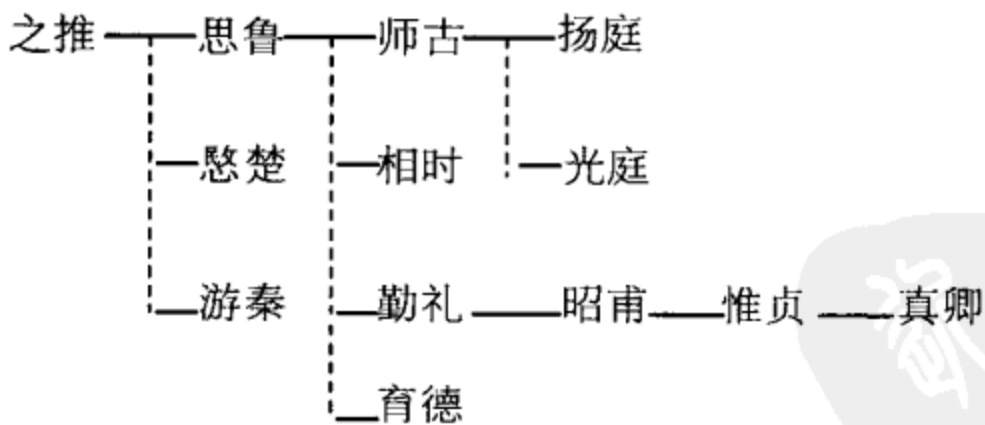 之推 思鲁 师古 扬庭
愍楚 相时 光庭
游秦 勤礼 昭甫 惟贞 真卿
育德